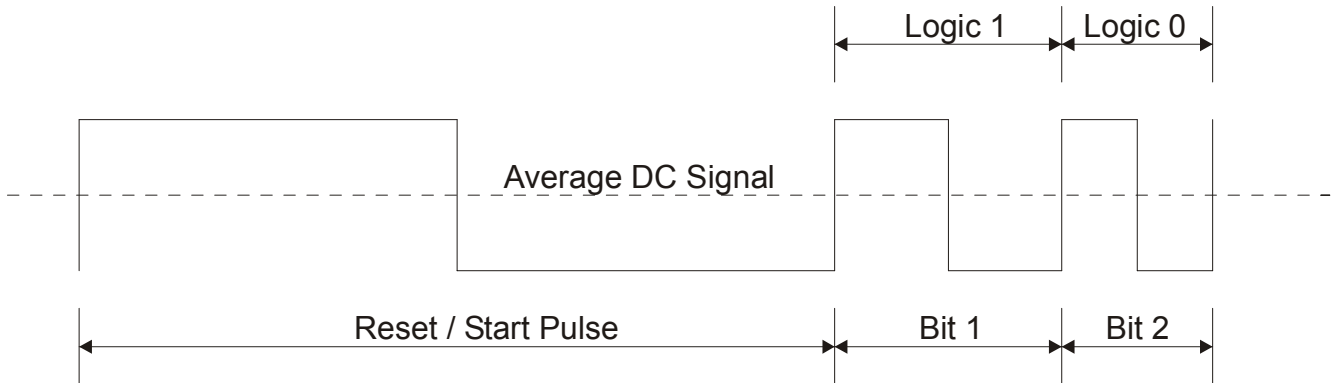 Logic 1
Logic 0
Average DC Signal
Reset / Start Pulse
Bit 1
Bit 2